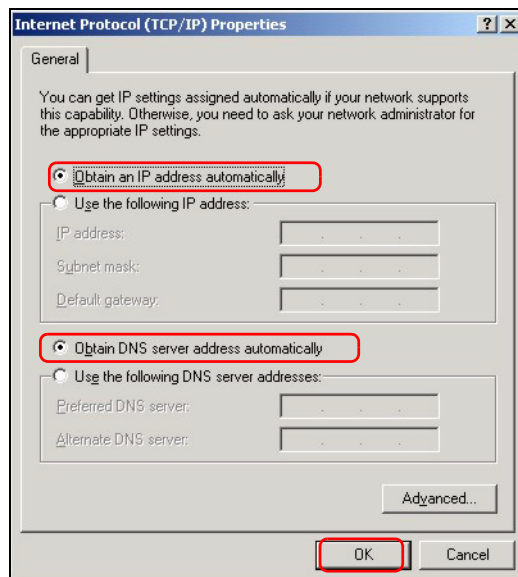 Internet Protocol (TCP/IP) Properties
General
You can get IP settings assigned automatically if your network supports
this capability. Otherwise, you need to ask your network administrator for
the appropriate IP settings.
Obtain an IP address automatically
Use the following IP address:
IP address:
Subnet mask:
Default gateway:
Obtain DNS server address automatically
Use the following DNS server addresses:
Preferred DNS server:
Alternate DNS server:
Advanced...
OK
Cancel